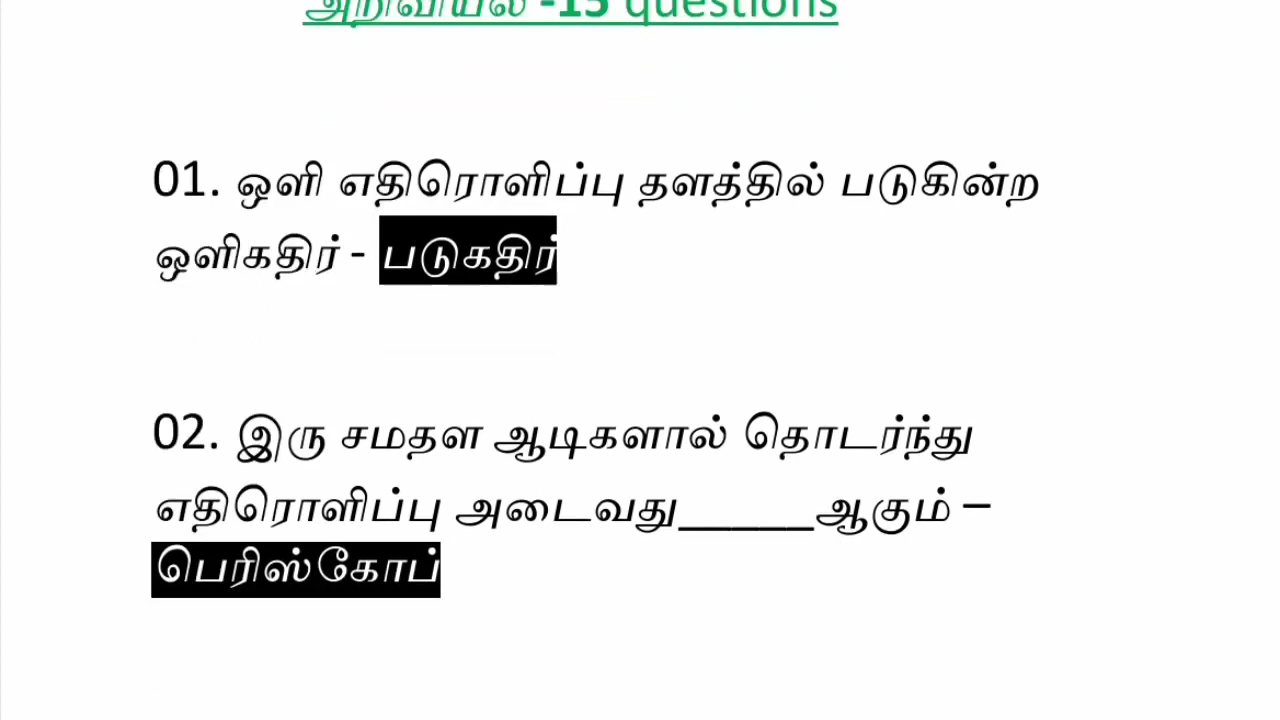 அறிவியல் -15 questions
01. ஒளி எதிரொளிப்பு தளத்தில் படுகின்ற
ஒளிகதிர் - படுகதிர்
02. இரு சமதள ஆடிகளால் தொடர்ந்து
எதிரொளிப்பு அடைவது_____ஆகும் –
பெரிஸ்கோப்